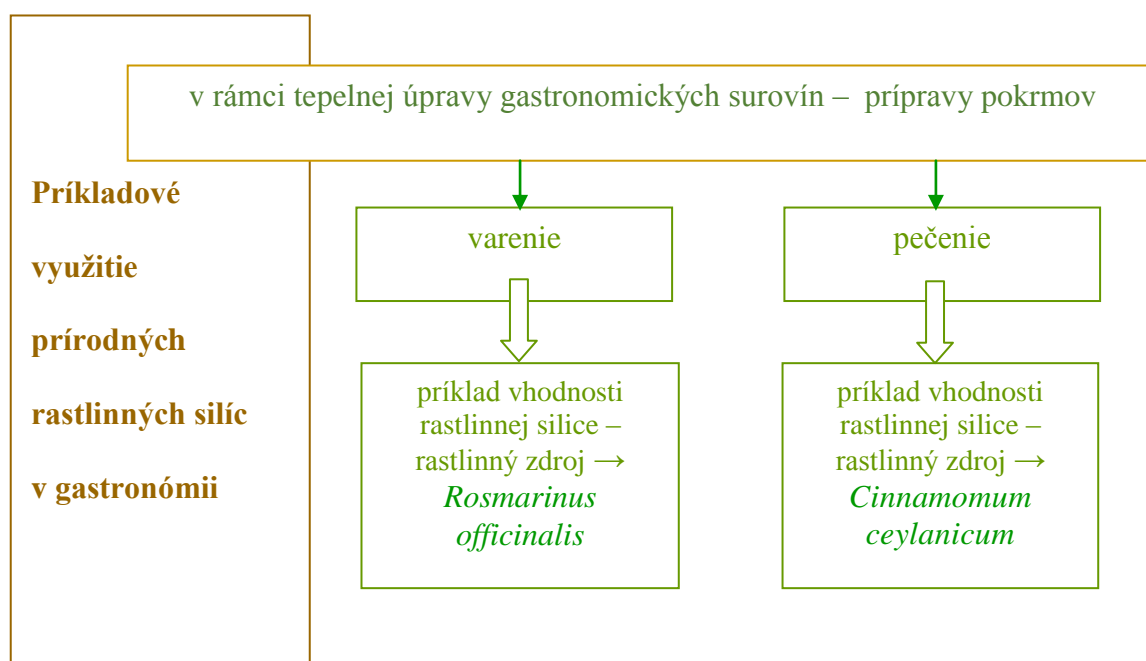 v rámci tepelnej úpravy gastronomických surovín – prípravy pokrmov
Príkladové
využitie
prírodných
rastlinných silíc
v gastronómii
varenie
pečenie
príklad vhodnosti
rastlinnej silice –
rastlinný zdroj →
Rosmarinus
officinalis
príklad vhodnosti
rastlinnej silice –
rastlinný zdroj →
Cinnamomum
ceylanicum